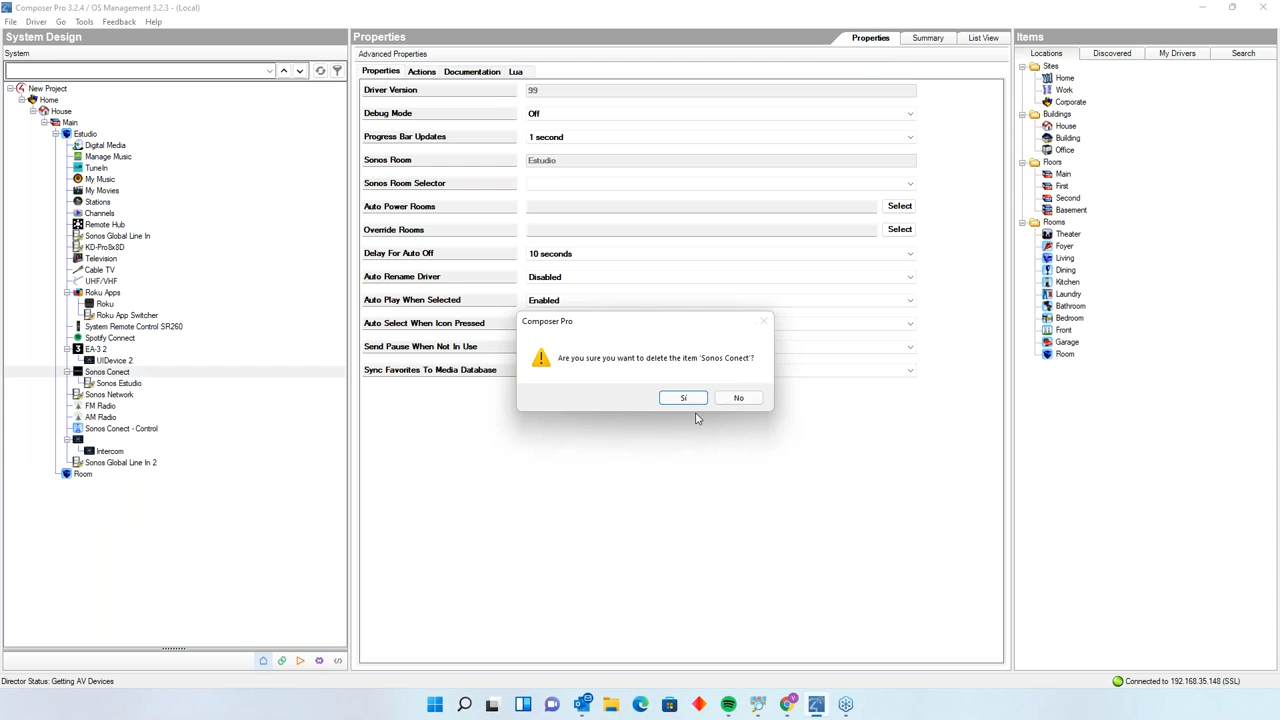 Composer Pro 3.2.4 / OS Management 3.2.3 - (Local)
File Driver Go Tools Feedback Help
System Design
System
New Project
Home
House
Main
Estudio
Digital Media
Manage Music
TuneIn
My Music
My Movies
Stations
Channels
Remote Hub
Sonos Global Line In
KD-Pro8x8D
Television
Cable TV
UHF/VHF
Roku Apps
Roku
Roku App Switcher
System Remote Control SR260
Spotify Connect
EA-3 2
UIDevice 2
Sonos Conect
Sonos Estudio
Sonos Network
FM Radio
AM Radio
Sonos Conect - Control
Intercom
Sonos Global Line In 2
Room
Properties
Properties Summary List View
Advanced Properties
Properties Actions Documentation Lua
Driver Version 99
Debug Mode Off
Progress Bar Updates 1 second
Sonos Room Estudio
Sonos Room Selector
Auto Power Rooms Select
Override Rooms Select
Delay For Auto Off 10 seconds
Auto Rename Driver Disabled
Auto Play When Selected Enabled
Auto Select When Icon Pressed
Send Pause When Not In Use
Sync Favorites To Media Database
Composer Pro
Are you sure you want to delete the item 'Sonos Conect'?
Sí No
Items
Locations Discovered My Drivers Search
Sites
Home
Work
Corporate
Buildings
House
Building
Office
Floors
Main
First
Second
Basement
Rooms
Theater
Foyer
Living
Dining
Kitchen
Laundry
Bathroom
Bedroom
Front
Garage
Room
Director Status: Getting AV Devices
Connected to 192.168.35.148 (SSL)